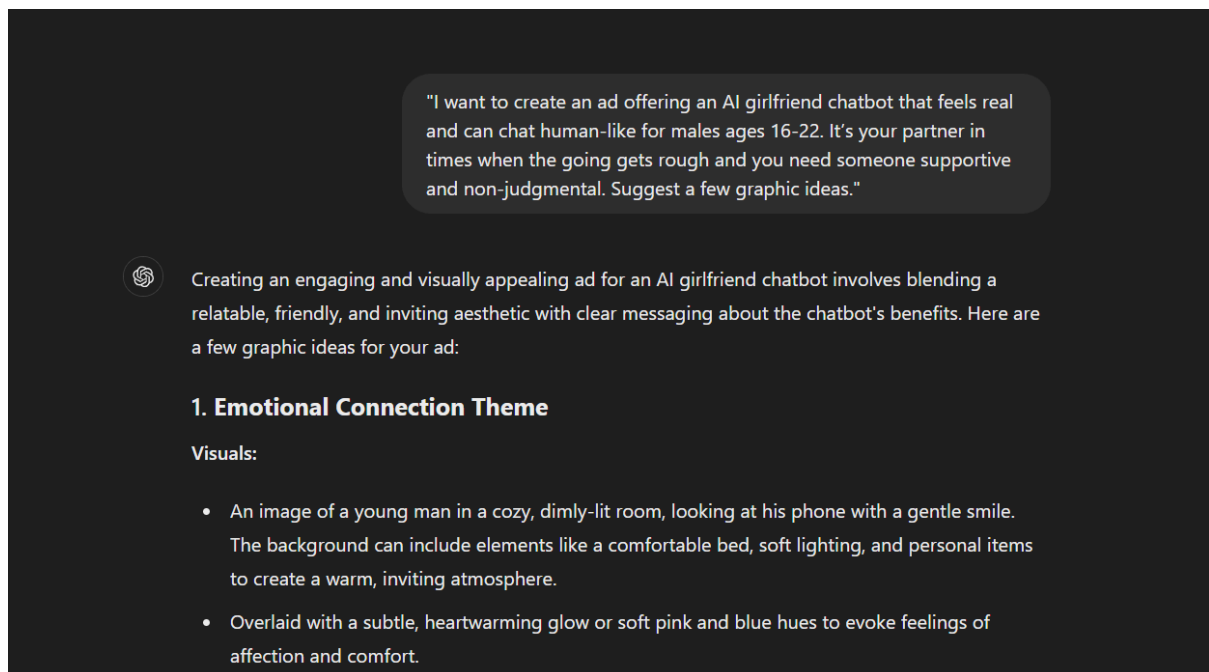 "I want to create an ad offering an AI girlfriend chatbot that feels real
and can chat human-like for males ages 16-22. It’s your partner in
times when the going gets rough and you need someone supportive
and non-judgmental. Suggest a few graphic ideas."
Creating an engaging and visually appealing ad for an AI girlfriend chatbot involves blending a
relatable, friendly, and inviting aesthetic with clear messaging about the chatbot's benefits. Here are
a few graphic ideas for your ad:
1. Emotional Connection Theme
Visuals:
• An image of a young man in a cozy, dimly-lit room, looking at his phone with a gentle smile.
The background can include elements like a comfortable bed, soft lighting, and personal items
to create a warm, inviting atmosphere.
• Overlaid with a subtle, heartwarming glow or soft pink and blue hues to evoke feelings of
affection and comfort.